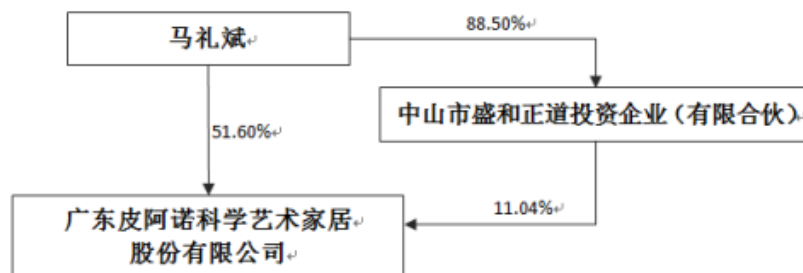 马礼斌
88.50%
中山市盛和正道投资企业（有限合伙）
51.60%
11.04%
广东皮阿诺科学艺术家居
股份有限公司